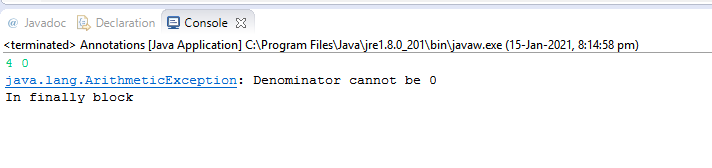 @ Javadoc Declaration Console
<terminated> Annotations [Java Application] C:\Program Files\Java\jre1.8.0_201\bin\javaw.exe (15-Jan-2021, 8:14:58 pm)
4 0
java.lang.ArithmeticException: Denominator cannot be 0
In finally block